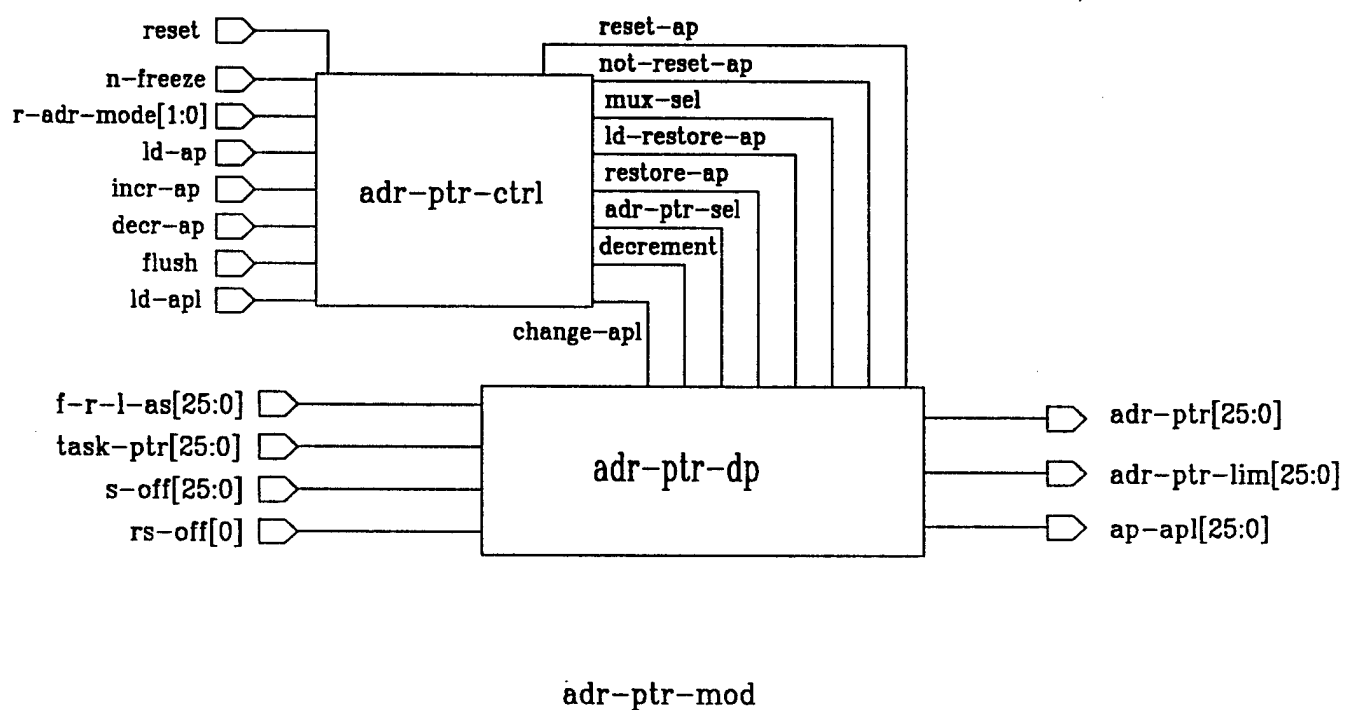 reset
n-freeze
r-adr-mode[1:0]
ld-ap
incr-ap
decr-ap
flush
ld-apl
adr-ptr-ctrl
reset-ap
not-reset-ap
mux-sel
ld-restore-ap
restore-ap
adr-ptr-sel
decrement
change-apl
f-r-l-as[25:0]
task-ptr[25:0]
s-off[25:0]
rs-off[0]
adr-ptr-dp
adr-ptr[25:0]
adr-ptr-lim[25:0]
ap-apl[25:0]
adr-ptr-mod